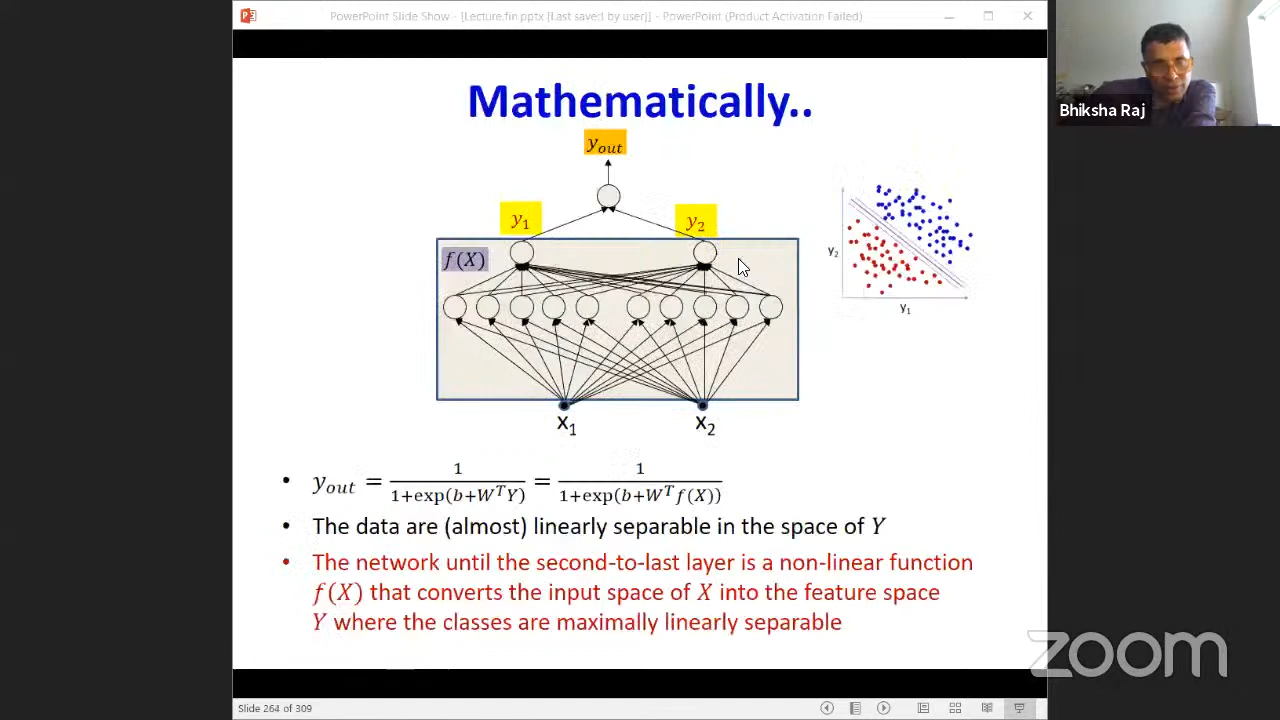 PowerPoint Slide Show - [Lecture.fin.pptx [Last saved by user]] - PowerPoint (Product Activation Failed)
Bhiksha Raj
Mathematically..
y_out
y_1 y_2
f(X)
y_2
y_1
x_1 x_2
• y_out = 1/(1+exp(b+W^T Y)) = 1/(1+exp(b+W^T f(X)))
• The data are (almost) linearly separable in the space of Y
• The network until the second-to-last layer is a non-linear function
f(X) that converts the input space of X into the feature space
Y where the classes are maximally linearly separable
zoom
Slide 264 of 309